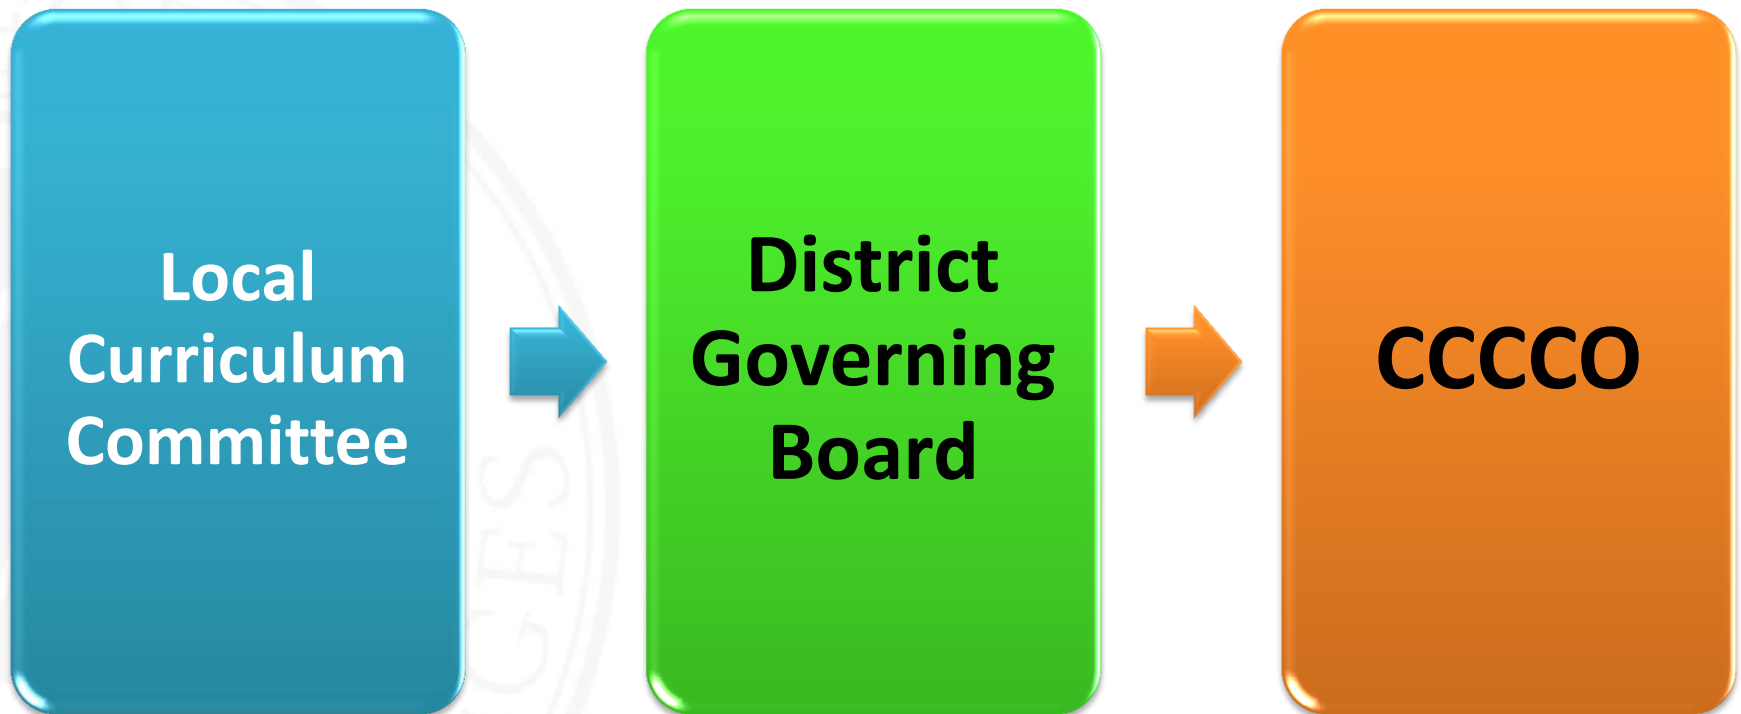 Local
Curriculum
Committee
District
Governing
Board
CCCCO